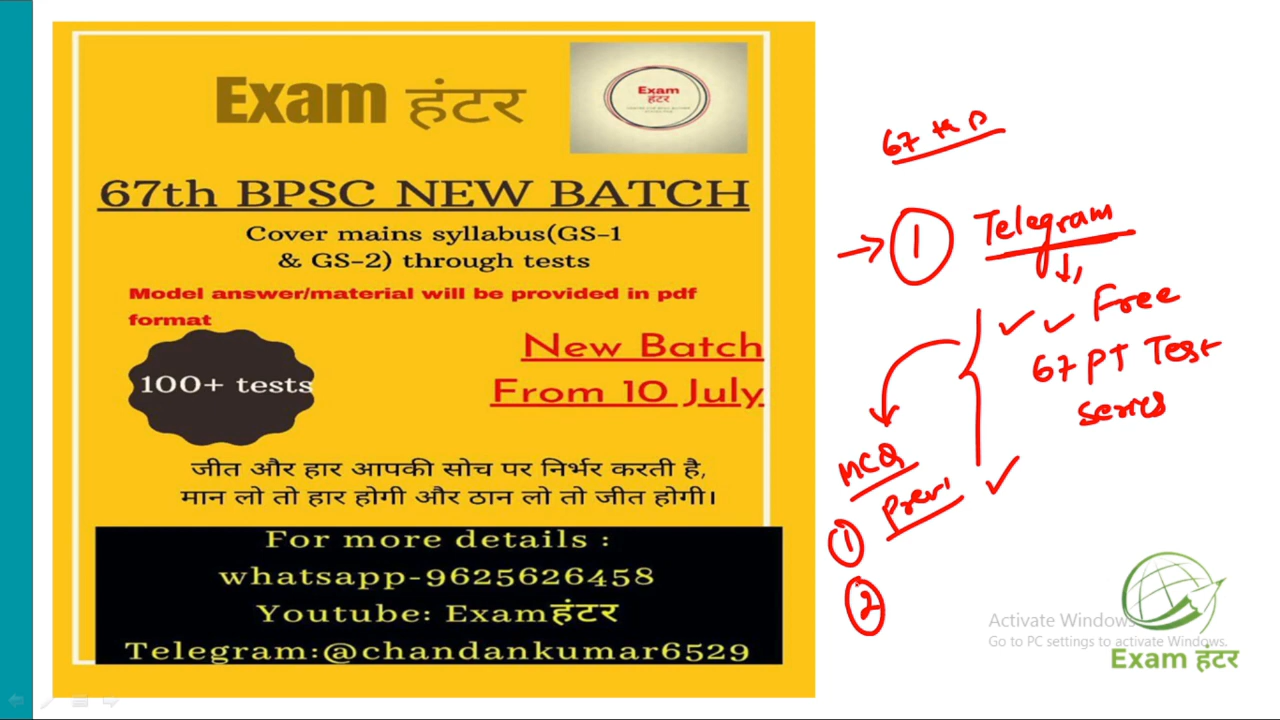 Exam हंटर
Exam
हंटर
67th BPSC NEW BATCH
Cover mains syllabus(GS-1
& GS-2) through tests
Model answer/material will be provided in pdf
format
New Batch
From 10 July
100+ tests
जीत और हार आपकी सोच पर निर्भर करती है,
मान लो तो हार होगी और ठान लो तो जीत होगी।
For more details :
whatsapp-9625626458
Youtube: Examहंटर
Telegram:@chandankumar6529
67 th B
1 Telegram
Free
67 PT Test
Series
MCQ
Previ
1
2
Activate Windows
Go to PC settings to activate Windows.
Exam हंटर